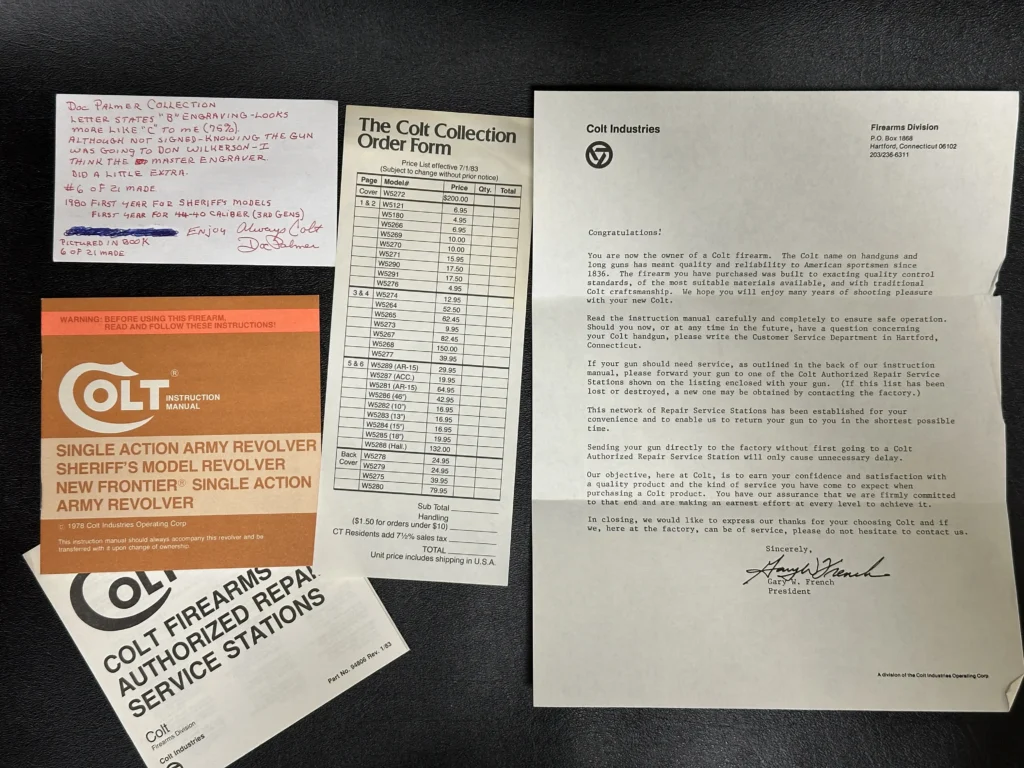 Doc Palmer Collection
Letter states "B" engraving - looks
more like "C" to me (75%).
Although not signed - knowing the gun
was going to Don Wilkerson - I
think the master engraver
did a little extra.
#6 of 21 made
1980 first year for Sheriffs Models
first year for 44-40 caliber (3rd Gens)
Enjoy Always Colt
Doc Palmer
Pictured in book
6 of 21 made
WARNING: BEFORE USING THIS FIREARM,
READ AND FOLLOW THESE INSTRUCTIONS!
COLT ®
INSTRUCTION
MANUAL
SINGLE ACTION ARMY REVOLVER
SHERIFF'S MODEL REVOLVER
NEW FRONTIER® SINGLE ACTION
ARMY REVOLVER
© 1978 Colt Industries Operating Corp
This instruction manual should always accompany this revolver and be
transferred with it upon change of ownership.
COLT
COLT FIREARMS
AUTHORIZED REPAI
SERVICE STATIONS
Part No. 94806 Rev. 1/83
Colt
Firearms Division
Colt Industries
The Colt Collection
Order Form
Price List effective 7/1/83
(Subject to change without prior notice)
Page Model# Price Qty. Total
Cover W5272 $200.00
1 & 2 W5121 6.95
W5180 4.95
W5266 6.95
W5269 10.00
W5270 10.00
W5271 15.95
W5290 17.50
W5291 17.50
W5276 4.95
3 & 4 W5274 12.95
W5264 52.50
W5265 62.45
W5273 9.95
W5267 82.45
W5268 150.00
W5277 39.95
5 & 6 W5289 (AR-15) 29.95
W5287 (ACC.) 19.95
W5281 (AR-15) 64.95
W5286 (46") 42.95
W5282 (10") 16.95
W5283 (13") 16.95
W5284 (15") 16.95
W5285 (18") 19.95
W5288 (Hall.) 132.00
Back Cover W5278 24.95
W5279 24.95
W5275 39.95
W5280 79.95
Sub Total
Handling
($1.50 for orders under $10)
CT Residents add 7½% sales tax
TOTAL
Unit price includes shipping in U.S.A.
Colt Industries
Firearms Division
P.O. Box 1868
Hartford, Connecticut 06102
203/236-6311
Congratulations!
You are now the owner of a Colt firearm. The Colt name on handguns and
long guns has meant quality and reliability to American sportsmen since
1836. The firearm you have purchased was built to exacting quality control
standards, of the most suitable materials available, and with traditional
Colt craftsmanship. We hope you will enjoy many years of shooting pleasure
with your new Colt.
Read the instruction manual carefully and completely to ensure safe operation.
Should you now, or at any time in the future, have a question concerning
your Colt handgun, please write the Customer Service Department in Hartford,
Connecticut.
If your gun should need service, as outlined in the back of our instruction
manual, please forward your gun to one of the Colt Authorized Repair Service
Stations shown on the listing enclosed with your gun. (If this list has been
lost or destroyed, a new one may be obtained by contacting the factory.)
This network of Repair Service Stations has been established for your
convenience and to enable us to return your gun to you in the shortest possible
time.
Sending your gun directly to the factory without first going to a Colt
Authorized Repair Service Station will only cause unnecessary delay.
Our objective, here at Colt, is to earn your confidence and satisfaction with
a quality product and the kind of service you have come to expect when
purchasing a Colt product. You have our assurance that we are firmly committed
to that end and are making an earnest effort at every level to achieve it.
In closing, we would like to express our thanks for your choosing Colt and if
we, here at the factory, can be of service, please do not hesitate to contact us.
Sincerely,
Gary W. French
Gary W. French
President
A division of the Colt Industries Operating Corp.